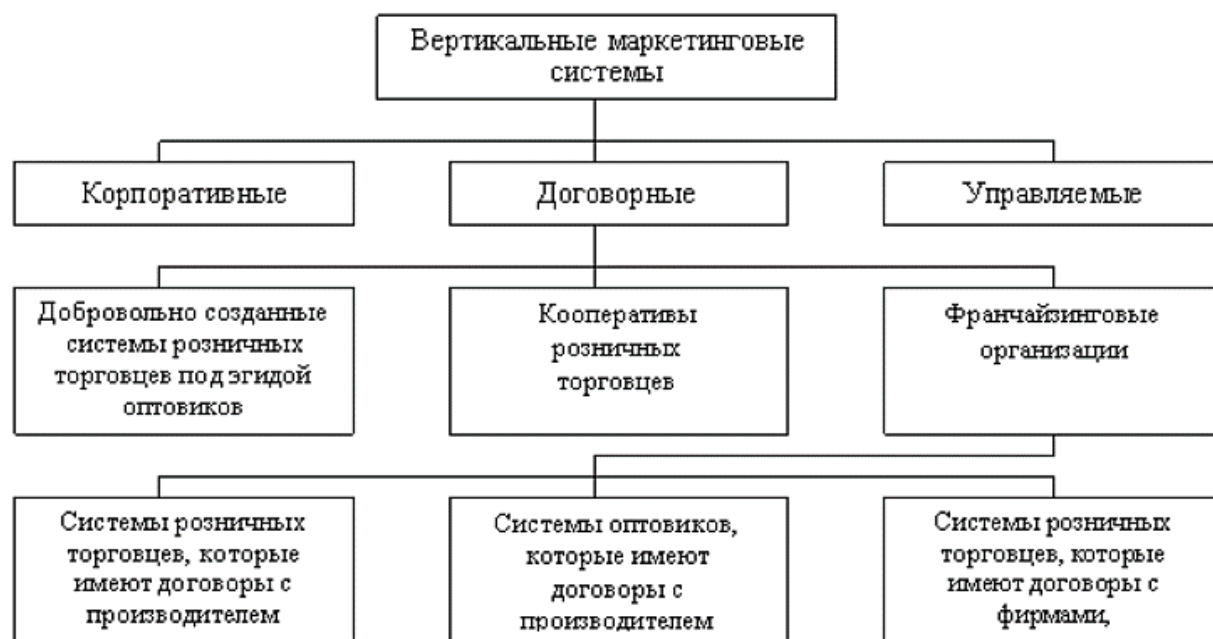 Вертикальные маркетинговые
системы
Корпоративные
Договорные
Управляемые
Добровольно созданные
системы розничных
торговцев под эгидой
оптовиков
Кооперативы
розничных
торговцев
Франчайзинговые
организации
Системы розничных
торговцев, которые
имеют договоры с
производителем
Системы оптовиков,
которые имеют
договоры с
производителем
Системы розничных
торговцев, которые
имеют договоры с
фирмами,